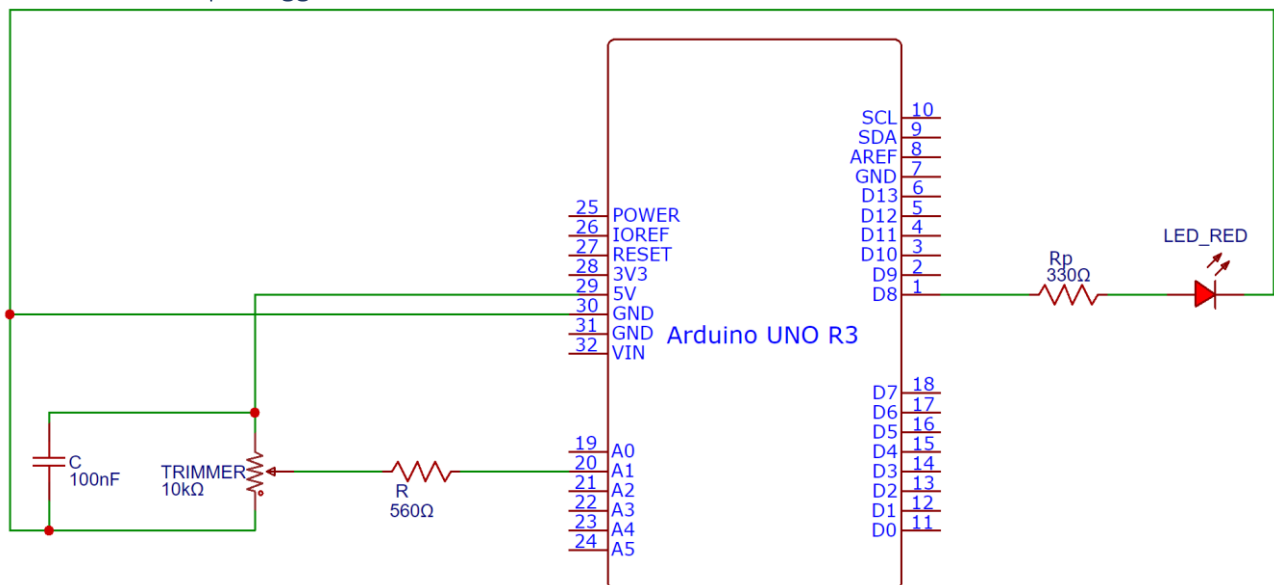 SCL 10
SDA 9
AREF 8
GND 7
D13 6
D12 5
D11 4
D10 3
D9 2
D8 1
25 POWER
26 IOREF
27 RESET
28 3V3
29 5V
30 GND
31 GND
32 VIN
Arduino UNO R3
LED_RED
Rp
330Ω
D7 18
D6 17
D5 16
D4 15
D3 14
D2 13
D1 12
D0 11
19 A0
20 A1
21 A2
22 A3
23 A4
24 A5
C
100nF
TRIMMER
10kΩ
R
560Ω